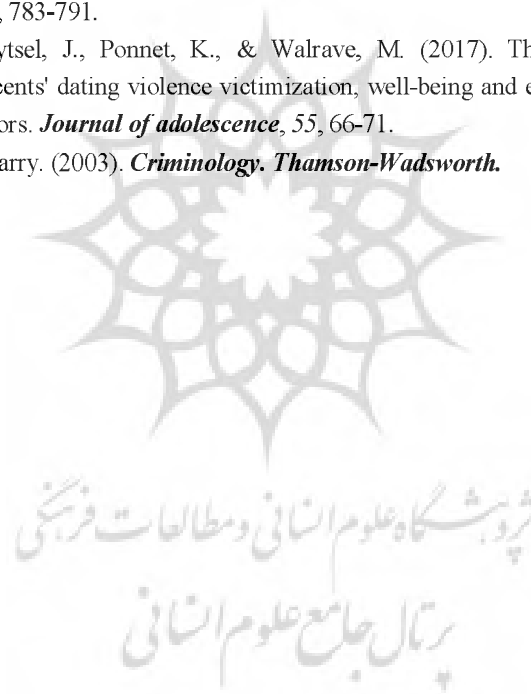 , 783-791.
ytsel, J., Ponnet, K., & Walrave, M. (2017). Th
cents' dating violence victimization, well-being and e
ors. Journal of adolescence, 55, 66-71.
arry. (2003). Criminology. Thamson-Wadsworth.
پژوهشگاه علوم انسانی و مطالعات فرهنگی
پرتال جامع علوم انسانی